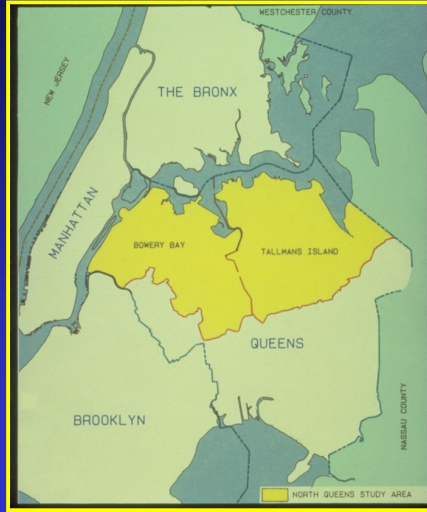 WESTCHESTER COUNTY
NEW JERSEY
THE BRONX
MANHATTAN
BOWERY BAY
TALLMANS ISLAND
QUEENS
BROOKLYN
NASSAU COUNTY
NORTH QUEENS STUDY AREA